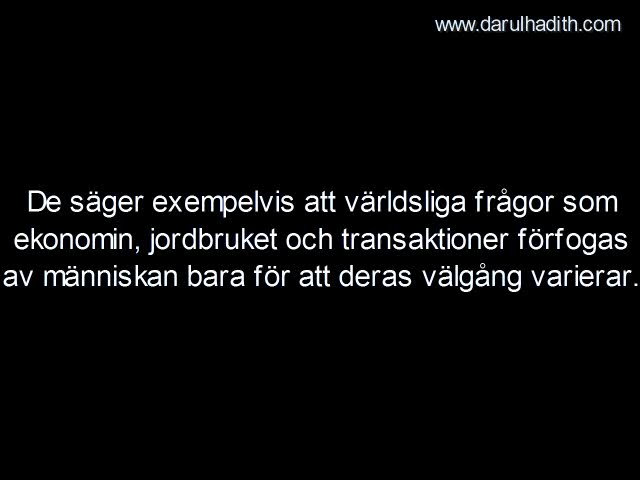 www.darulhadith.com
De säger exempelvis att världsliga frågor som
ekonomin, jordbruket och transaktioner förfogas
av människan bara för att deras välgång varierar.